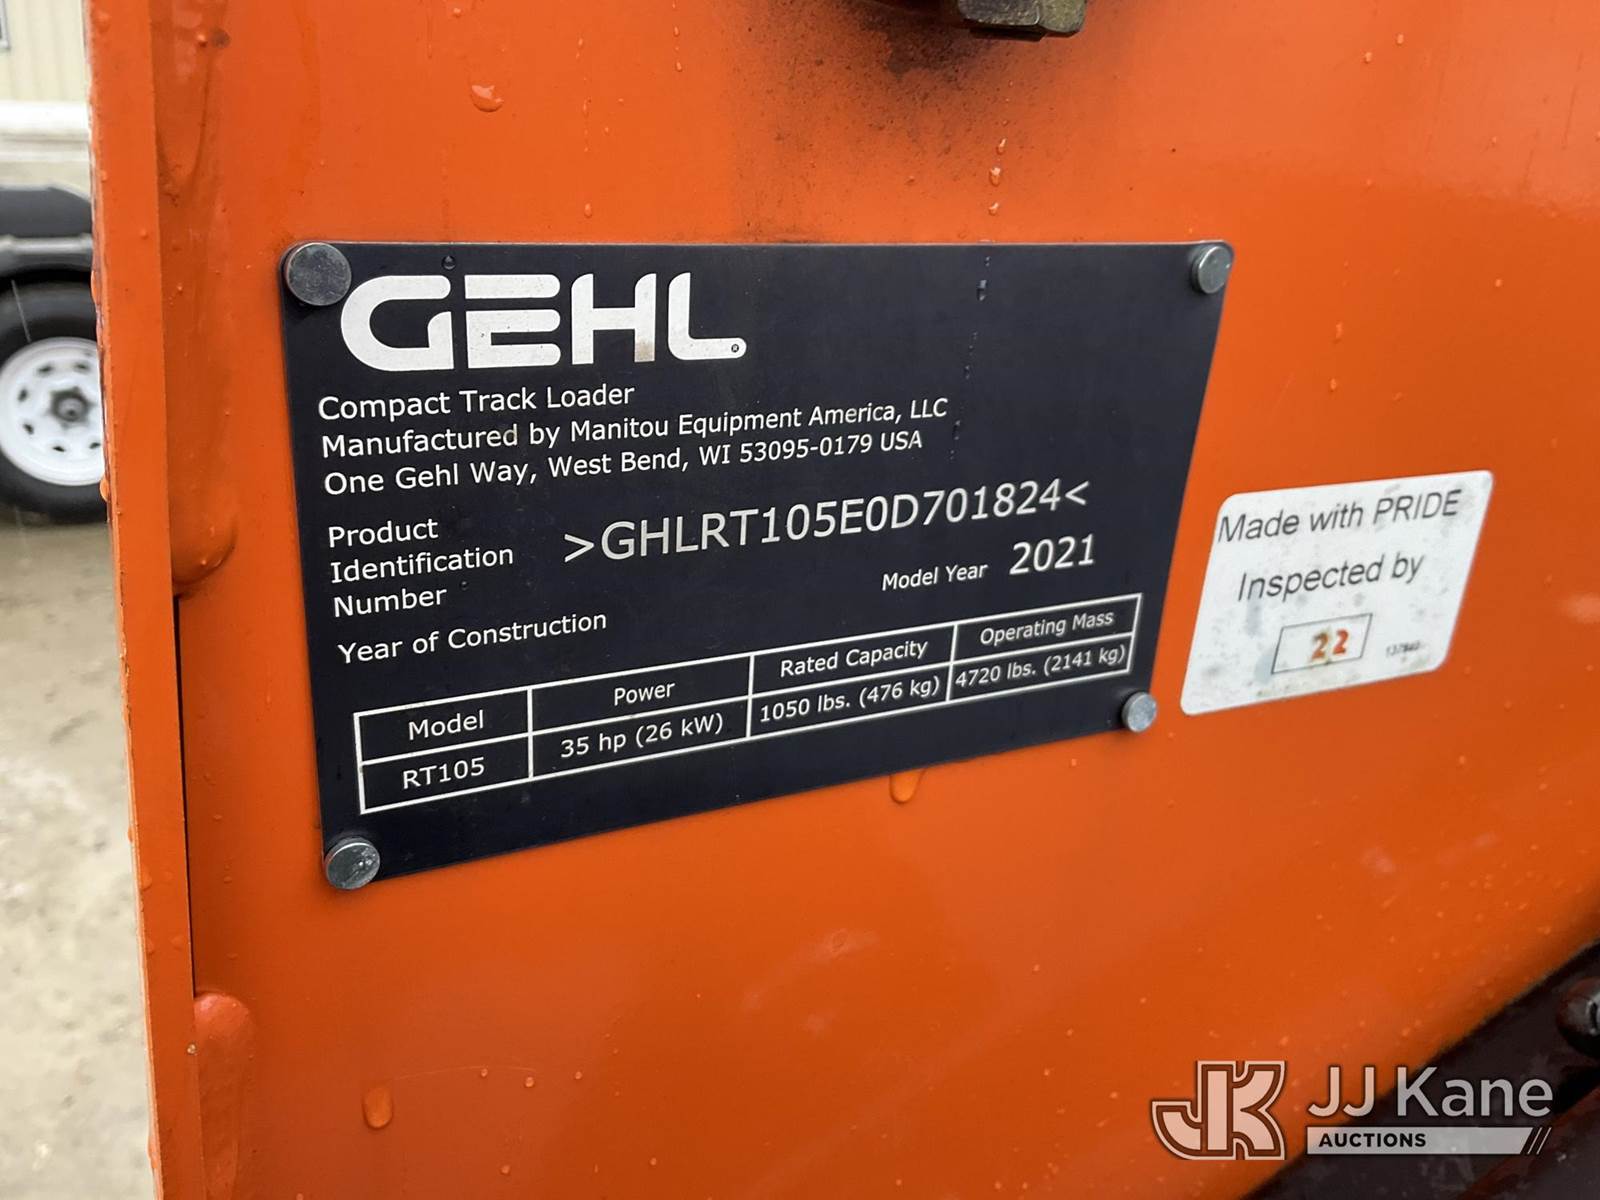 GEHL®
Compact Track Loader
Manufactured by Manitou Equipment America, LLC
One Gehl Way, West Bend, WI 53095-0179 USA
Product
Identification
Number
>GHLRT105E0D701824<
Model Year 2021
Year of Construction
Model Power Rated Capacity Operating Mass
RT105 35 hp (26 kW) 1050 lbs. (476 kg) 4720 lbs. (2141 kg)
Made with PRIDE
Inspected by
22
JK JJ Kane
AUCTIONS